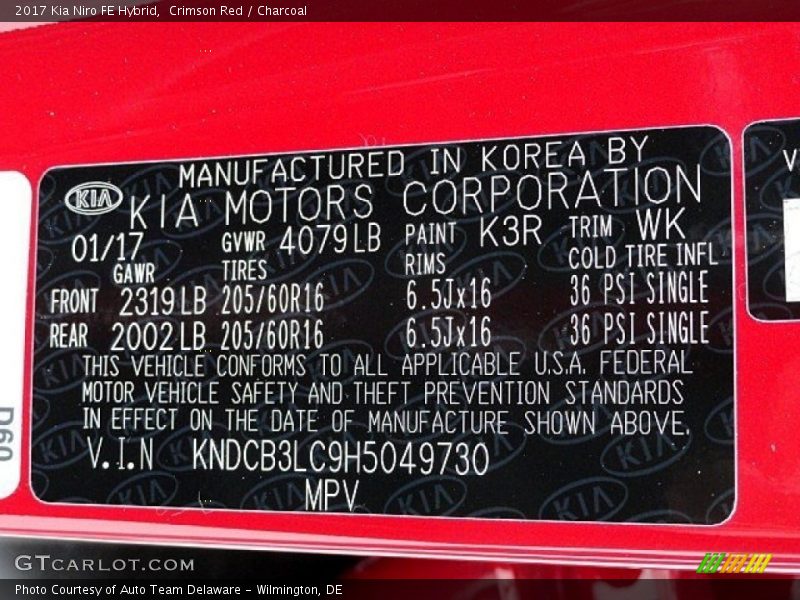 2017 Kia Niro FE Hybrid,  Crimson Red / Charcoal
MANUFACTURED IN KOREA BY
KIA KIA MOTORS CORPORATION
01/17 GVWR 4079LB PAINT K3R TRIM WK
GAWR TIRES RIMS COLD TIRE INFL
FRONT 2319LB 205/60R16 6.5Jx16 36 PSI SINGLE
REAR 2002LB 205/60R16 6.5Jx16 36 PSI SINGLE
THIS VEHICLE CONFORMS TO ALL APPLICABLE U.S.A. FEDERAL
MOTOR VEHICLE SAFETY AND THEFT PREVENTION STANDARDS
IN EFFECT ON THE DATE OF MANUFACTURE SHOWN ABOVE.
V.I.N KNDCB3LC9H5049730
MPV
D60
V
GTCARLOT.COM
Photo Courtesy of Auto Team Delaware - Wilmington, DE